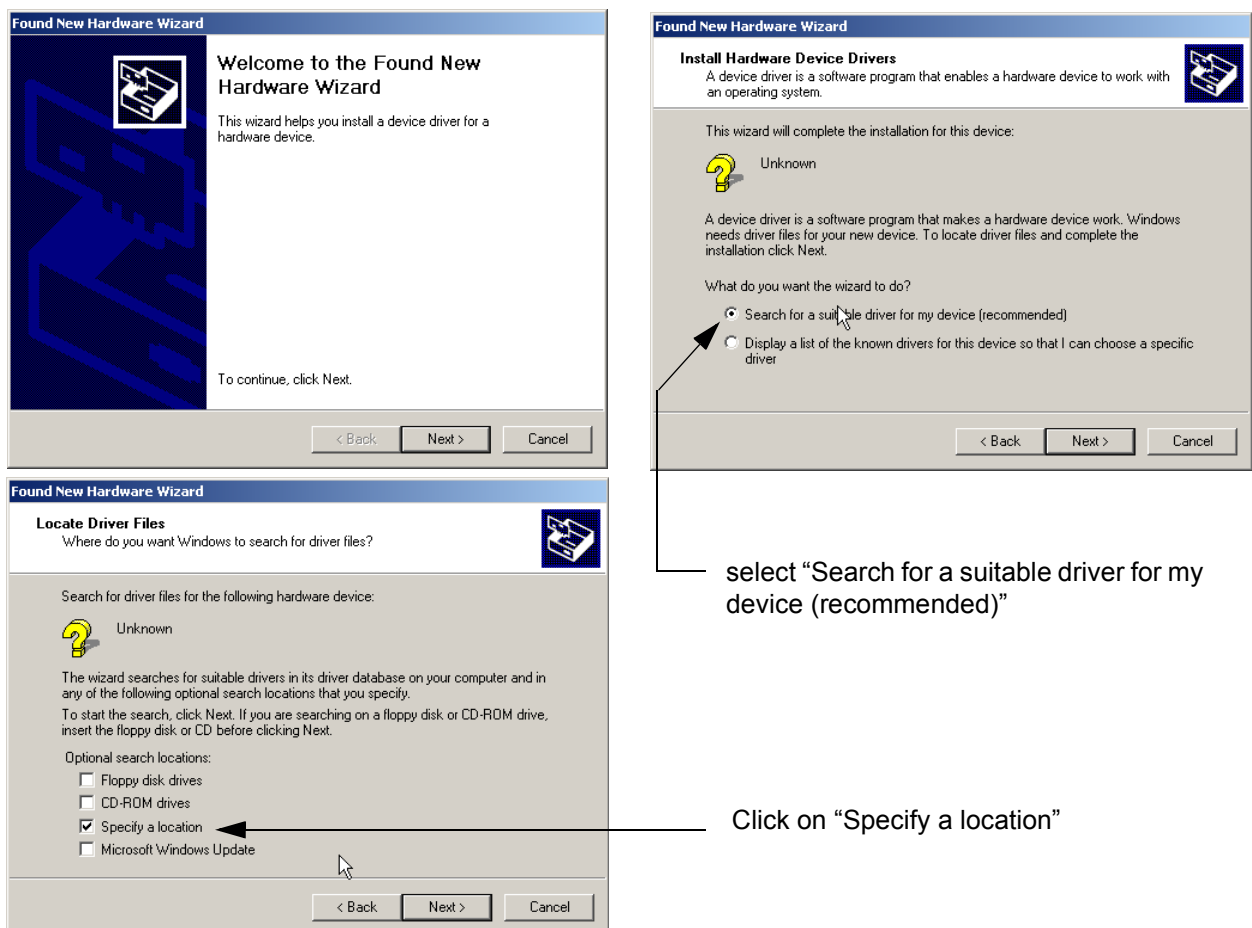 Found New Hardware Wizard
Welcome to the Found New
Hardware Wizard
This wizard helps you install a device driver for a
hardware device.
To continue, click Next.
< Back
Next >
Cancel
Found New Hardware Wizard
Install Hardware Device Drivers
A device driver is a software program that enables a hardware device to work with
an operating system.
This wizard will complete the installation for this device:
Unknown
A device driver is a software program that makes a hardware device work. Windows
needs driver files for your new device. To locate driver files and complete the
installation click Next.
What do you want the wizard to do?
Search for a suitable driver for my device (recommended)
Display a list of the known drivers for this device so that I can choose a specific
driver
< Back
Next >
Cancel
select “Search for a suitable driver for my
device (recommended)”
Found New Hardware Wizard
Locate Driver Files
Where do you want Windows to search for driver files?
Search for driver files for the following hardware device:
Unknown
The wizard searches for suitable drivers in its driver database on your computer and in
any of the following optional search locations that you specify.
To start the search, click Next. If you are searching on a floppy disk or CD-ROM drive,
insert the floppy disk or CD before clicking Next.
Optional search locations:
Floppy disk drives
CD-ROM drives
Specify a location
Microsoft Windows Update
< Back
Next >
Cancel
Click on “Specify a location”